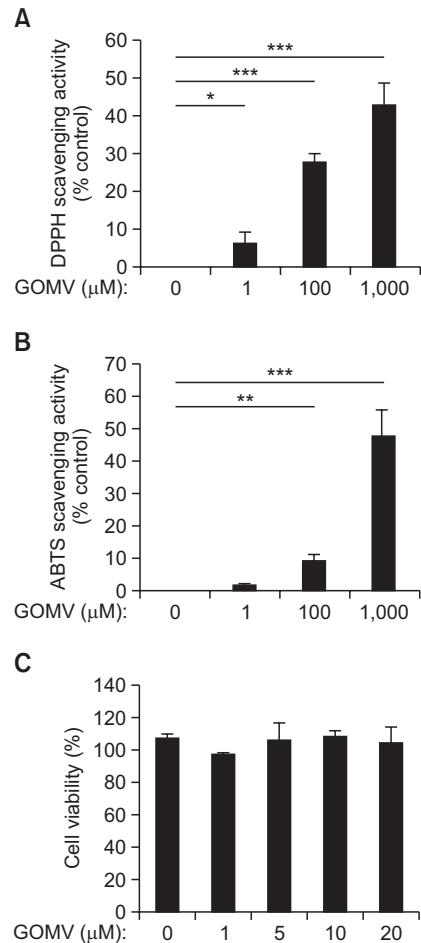 A
DPPH scavenging activity
(% control)
60
50
40
30
20
10
0
***
***
*
GOMV (μM): 0 1 100 1,000
B
ABTS scavenging activity
(% control)
70
60
50
40
30
20
10
0
***
**
GOMV (μM): 0 1 100 1,000
C
Cell viability (%)
140
120
100
80
60
40
20
0
GOMV (μM): 0 1 5 10 20